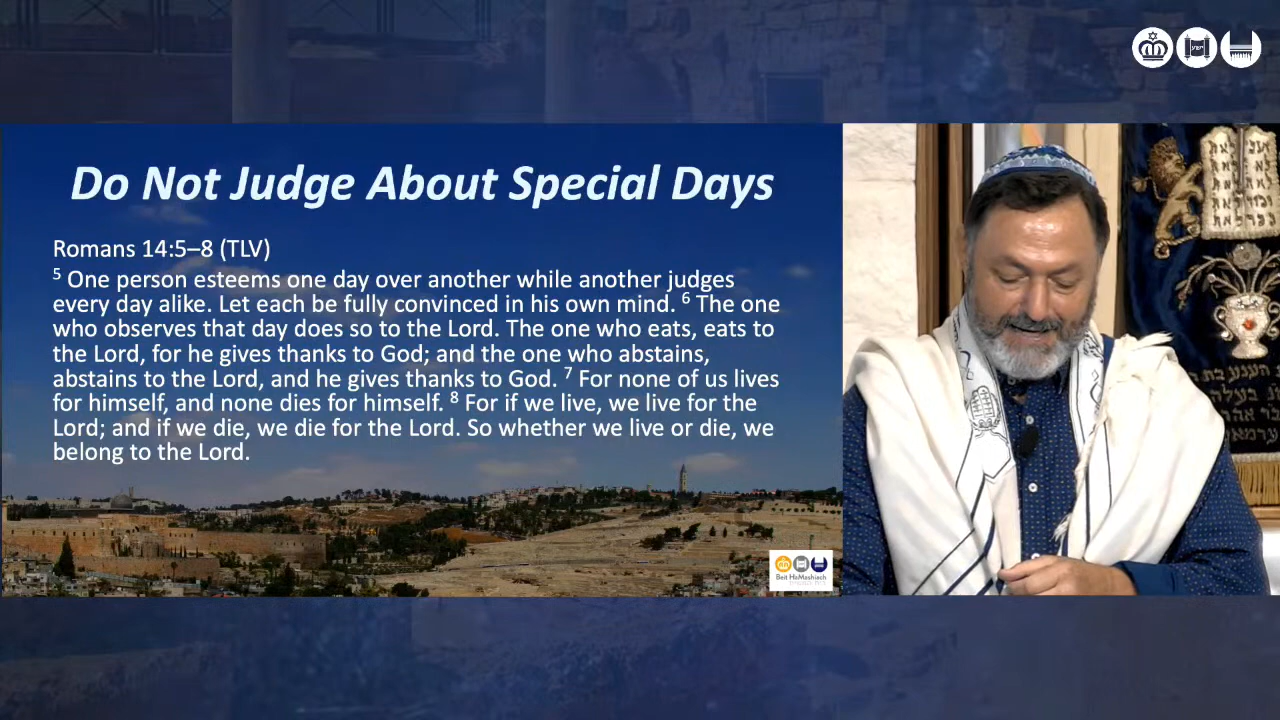 Do Not Judge About Special Days
Romans 14:5–8 (TLV)
⁵ One person esteems one day over another while another judges
every day alike. Let each be fully convinced in his own mind. ⁶ The one
who observes that day does so to the Lord. The one who eats, eats to
the Lord, for he gives thanks to God; and the one who abstains,
abstains to the Lord, and he gives thanks to God. ⁷ For none of us lives
for himself, and none dies for himself. ⁸ For if we live, we live for the
Lord; and if we die, we die for the Lord. So whether we live or die, we
belong to the Lord.
Beit HaMashiach